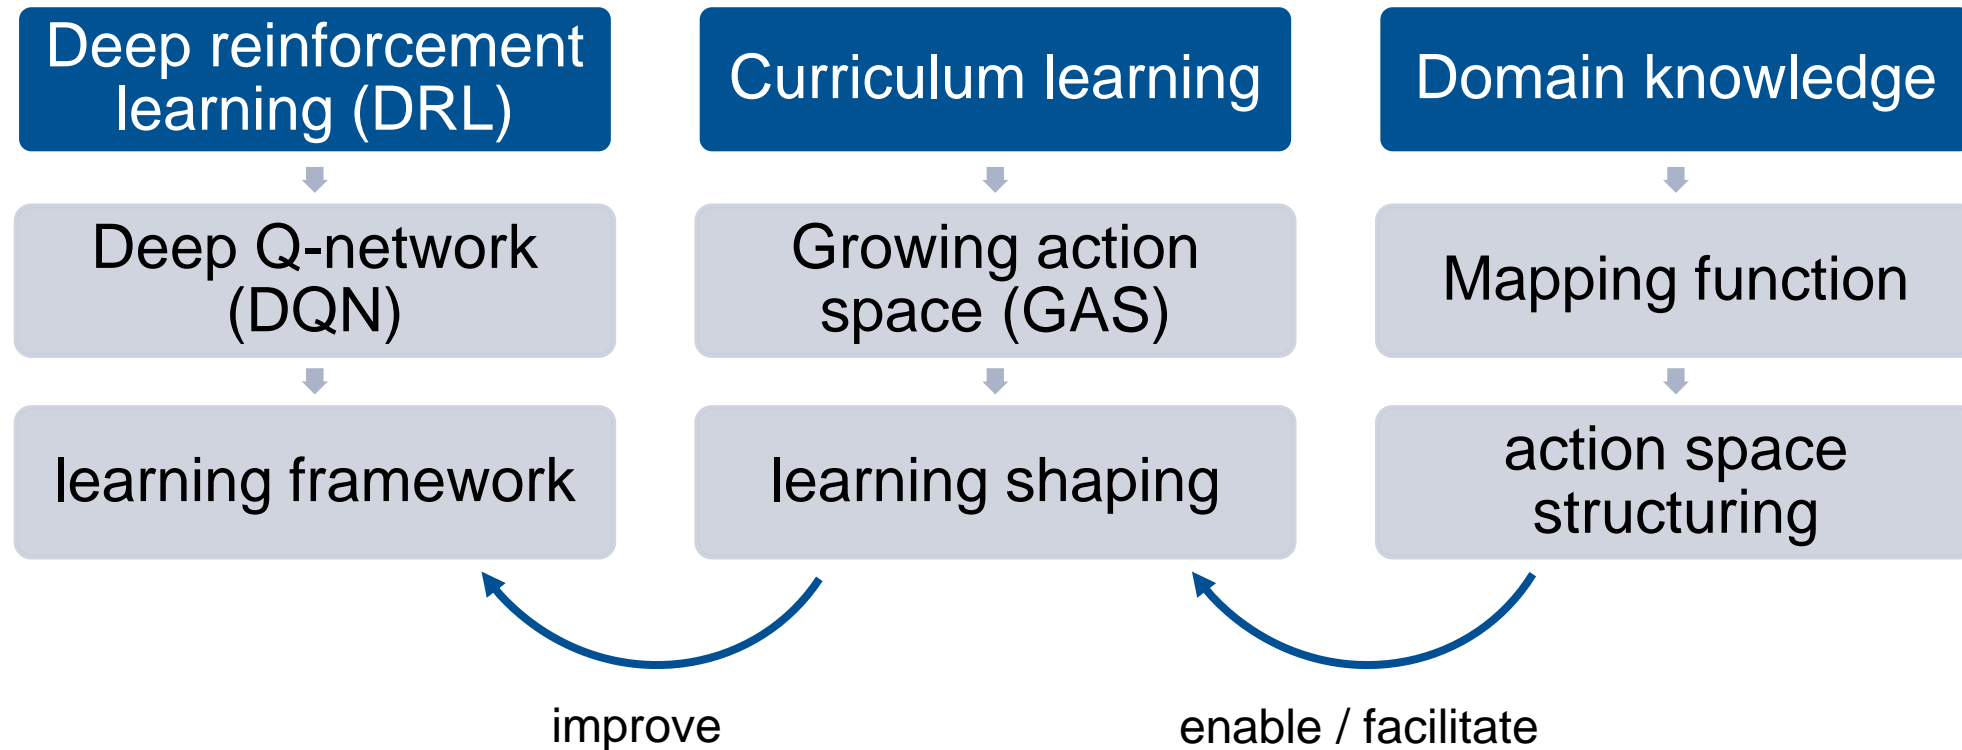 Deep reinforcement
learning (DRL)
Curriculum learning
Domain knowledge
Deep Q-network
(DQN)
Growing action
space (GAS)
Mapping function
learning framework
learning shaping
action space
structuring
improve
enable / facilitate